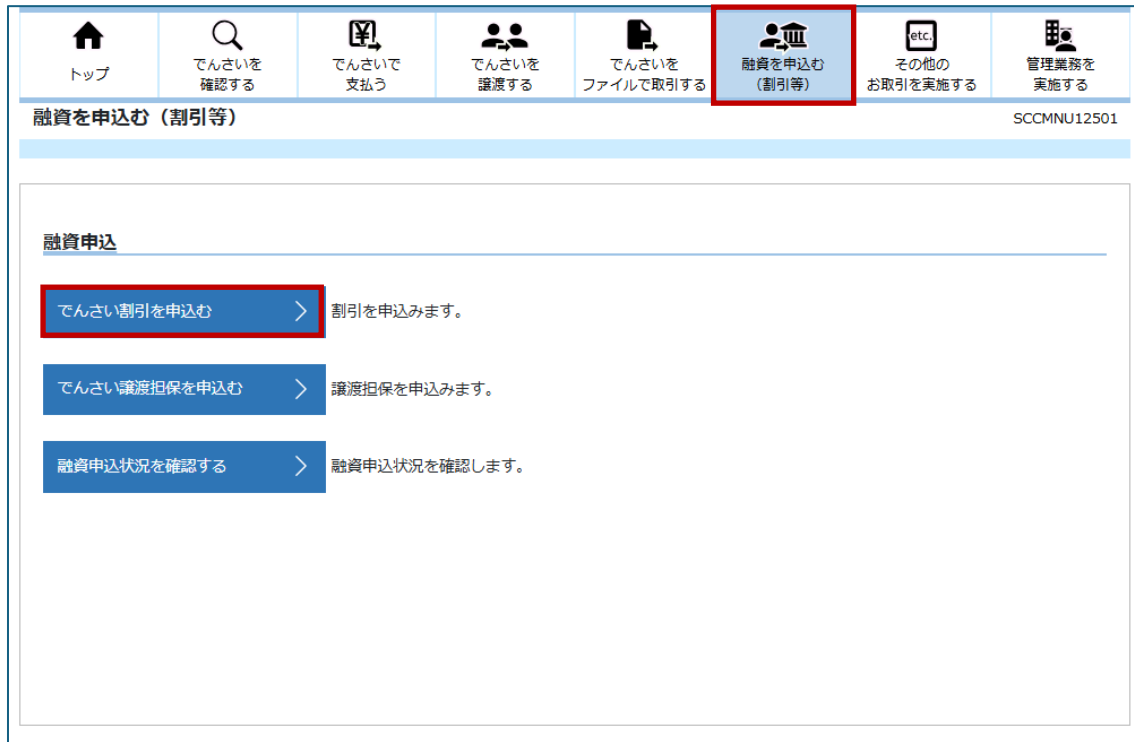 トップ
でんさいを
確認する
でんさいで
支払う
でんさいを
譲渡する
でんさいを
ファイルで取引する
融資を申込む
（割引等）
etc.
その他の
お取引を実施する
管理業務を
実施する
融資を申込む（割引等）
SCCMNU12501
融資申込
でんさい割引を申込む
割引を申込みます。
でんさい譲渡担保を申込む
譲渡担保を申込みます。
融資申込状況を確認する
融資申込状況を確認します。